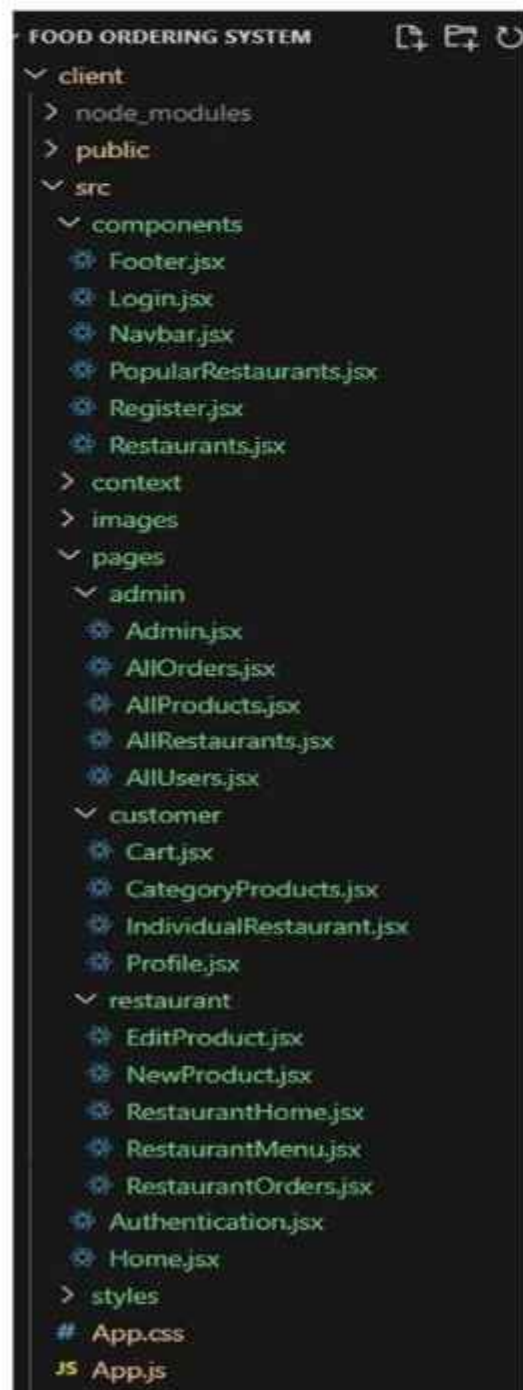 FOOD ORDERING SYSTEM
client
node_modules
public
src
components
Footer.jsx
Login.jsx
Navbar.jsx
PopularRestaurants.jsx
Register.jsx
Restaurants.jsx
context
images
pages
admin
Admin.jsx
AllOrders.jsx
AllProducts.jsx
AllRestaurants.jsx
AllUsers.jsx
customer
Cart.jsx
CategoryProducts.jsx
IndividualRestaurant.jsx
Profile.jsx
restaurant
EditProduct.jsx
NewProduct.jsx
RestaurantHome.jsx
RestaurantMenu.jsx
RestaurantOrders.jsx
Authentication.jsx
Home.jsx
styles
# App.css
JS App.js